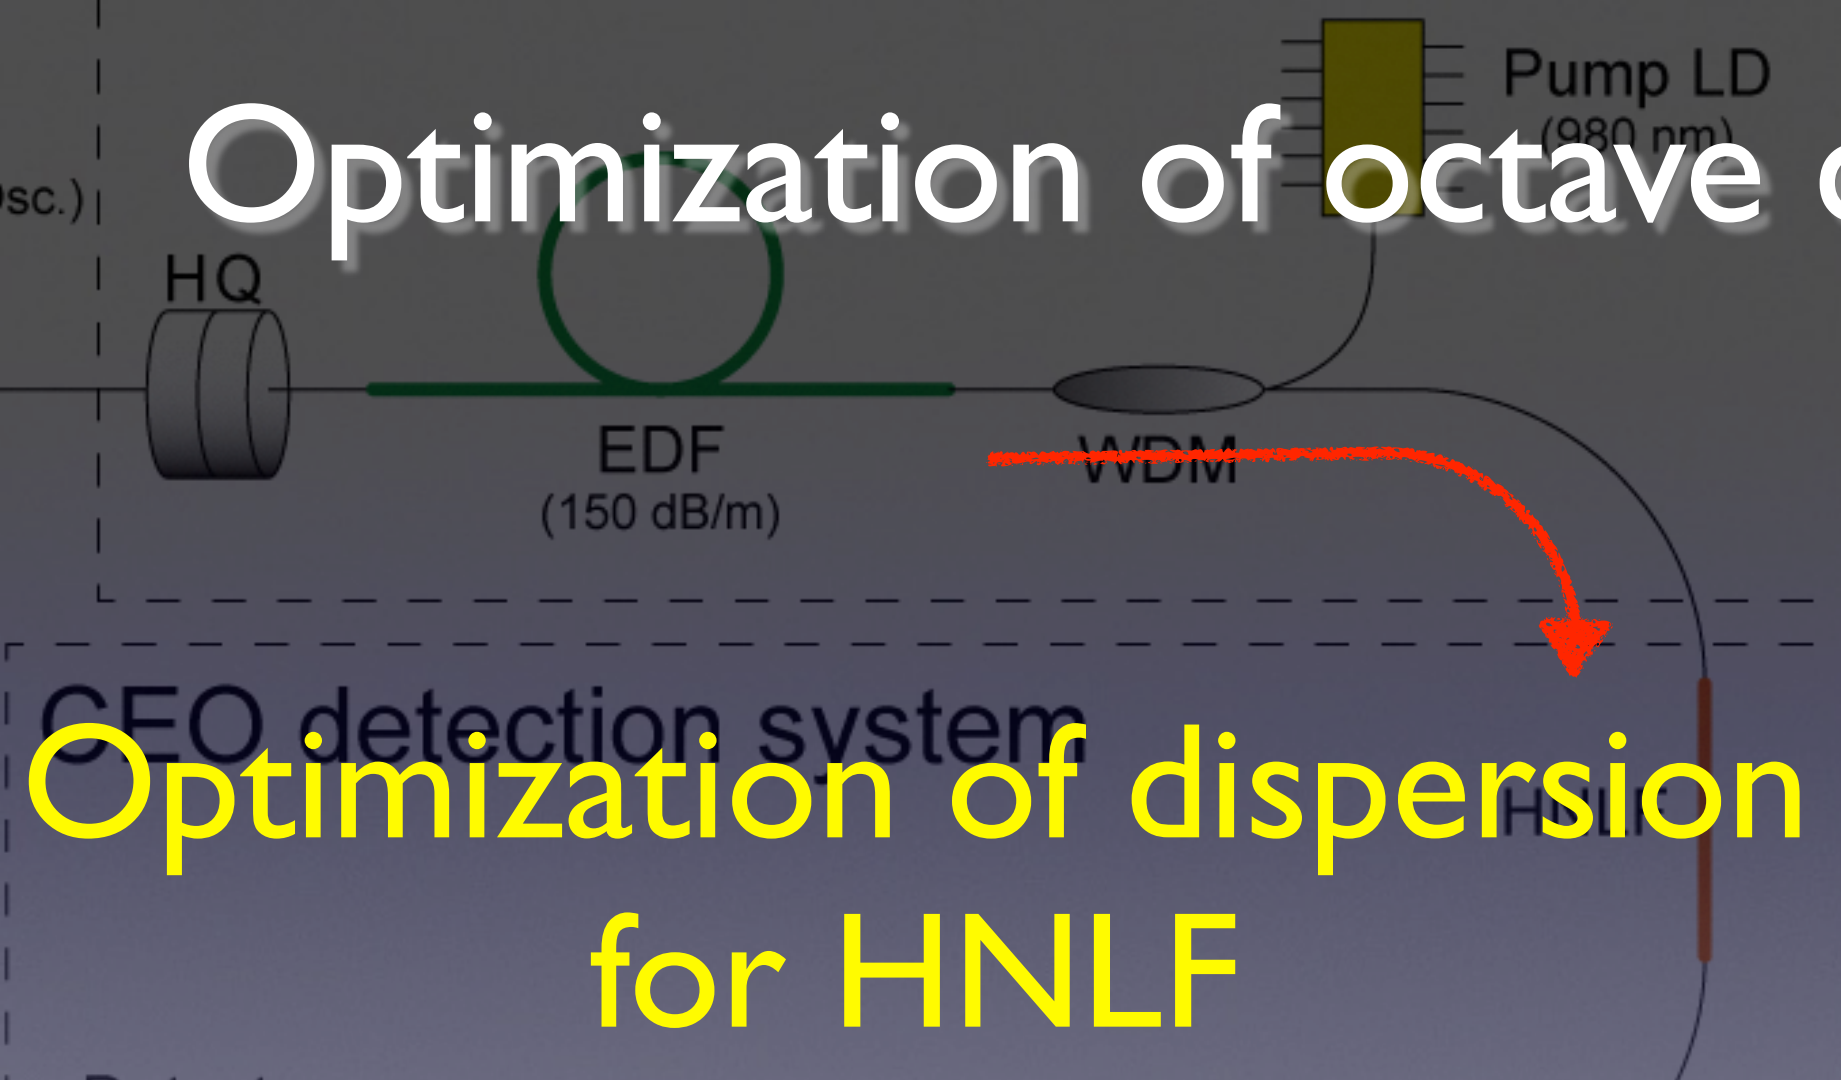 Pump LD
(980 nm)
Optimization of octave
HQ
EDF
(150 dB/m)
WDM
CEO detection system
Optimization of dispersion
HNLF
for HNLF